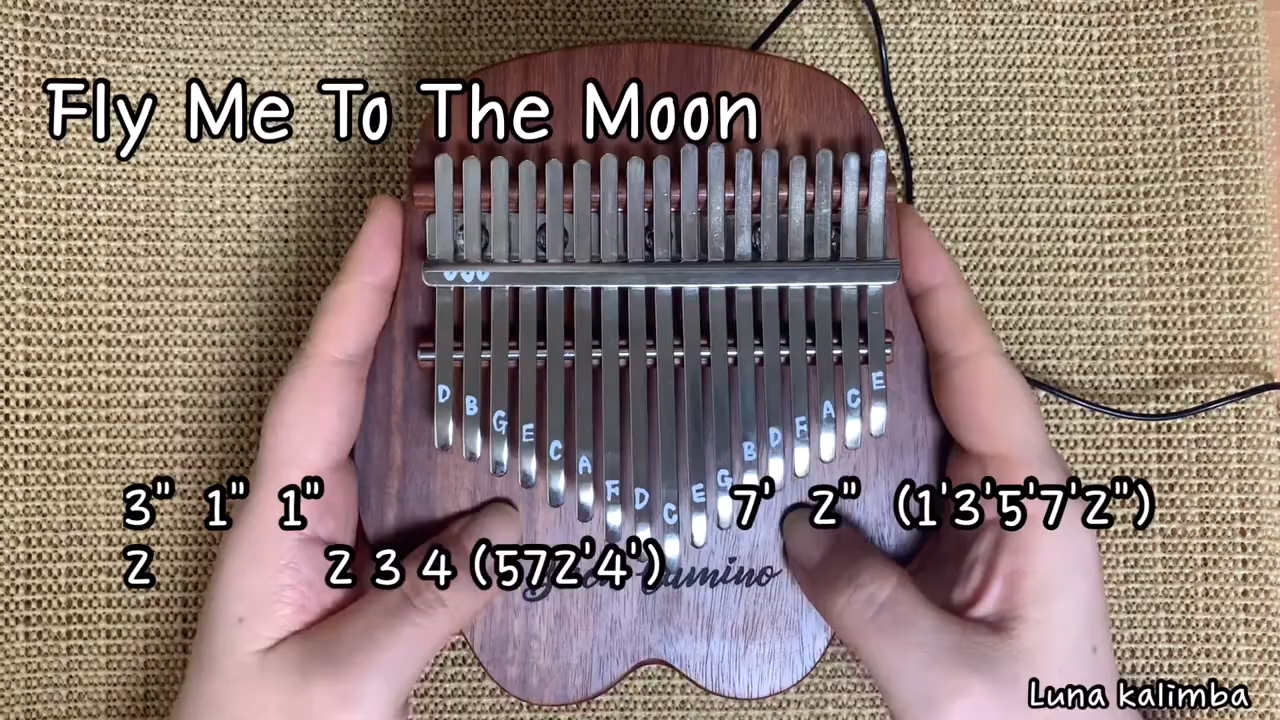 Fly Me To The Moon
D B G E C A F D C E G B D F A C E
3" 1" 1" 7' 2" (1'3'5'7'2")
2 2 3 4 (572'4')
Luna kalimba